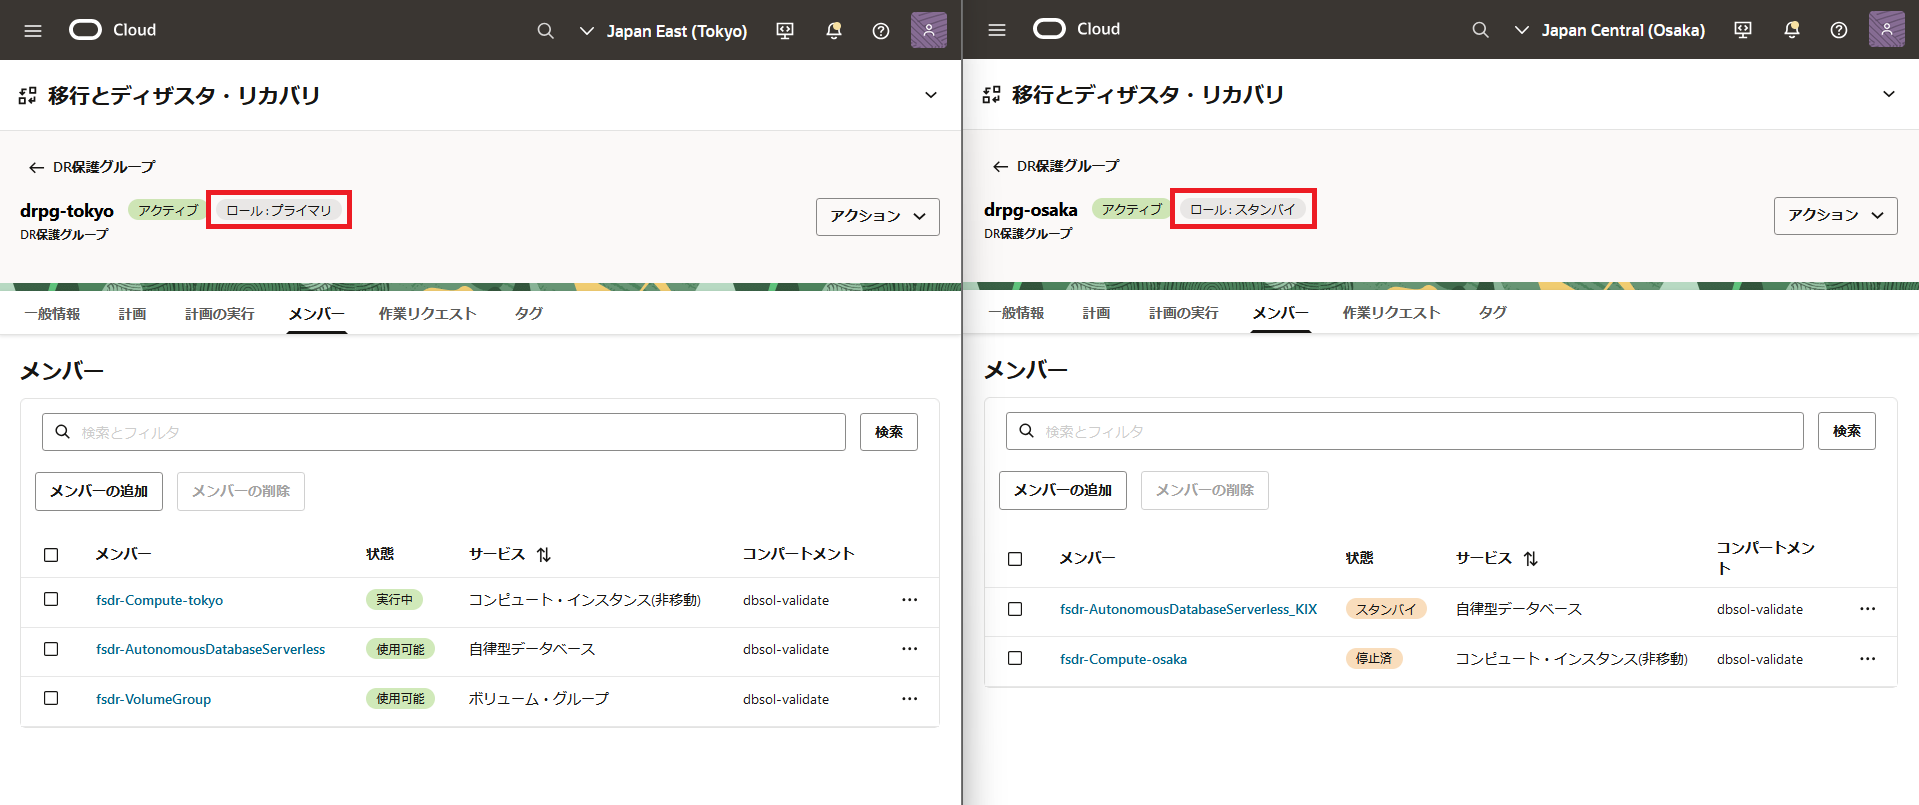 Cloud
Japan East (Tokyo)
移行とディザスタ・リカバリ
DR保護グループ
drpg-tokyo アクティブ ロール : プライマリ
アクション
DR保護グループ
一般情報 計画 計画の実行 メンバー 作業リクエスト タグ
メンバー
検索とフィルタ 検索
メンバーの追加 メンバーの削除
メンバー 状態 サービス コンパートメント
fsdr-Compute-tokyo 実行中 コンピュート・インスタンス(非移動) dbsol-validate
fsdr-AutonomousDatabaseServerless 使用可能 自律型データベース dbsol-validate
fsdr-VolumeGroup 使用可能 ボリューム・グループ dbsol-validate
Cloud
Japan Central (Osaka)
移行とディザスタ・リカバリ
DR保護グループ
drpg-osaka アクティブ ロール : スタンバイ
アクション
DR保護グループ
一般情報 計画 計画の実行 メンバー 作業リクエスト タグ
メンバー
検索とフィルタ 検索
メンバーの追加 メンバーの削除
メンバー 状態 サービス コンパートメン
ト
fsdr-AutonomousDatabaseServerless_KIX スタンバイ 自律型データベース dbsol-validate
fsdr-Compute-osaka 停止済 コンピュート・インスタンス(非移動) dbsol-validate